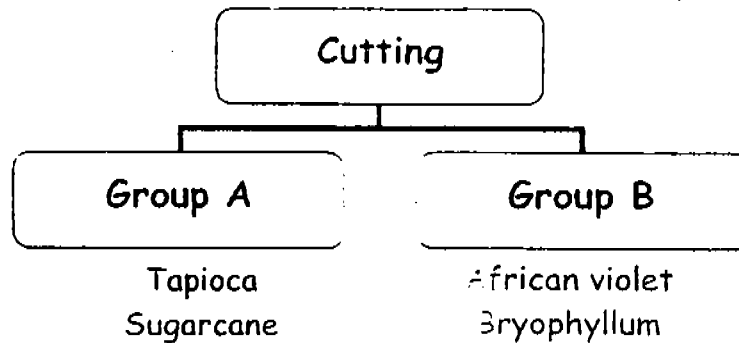 Cutting
Group A
Group B
Tapioca
Sugarcane
African violet
Bryophyllum